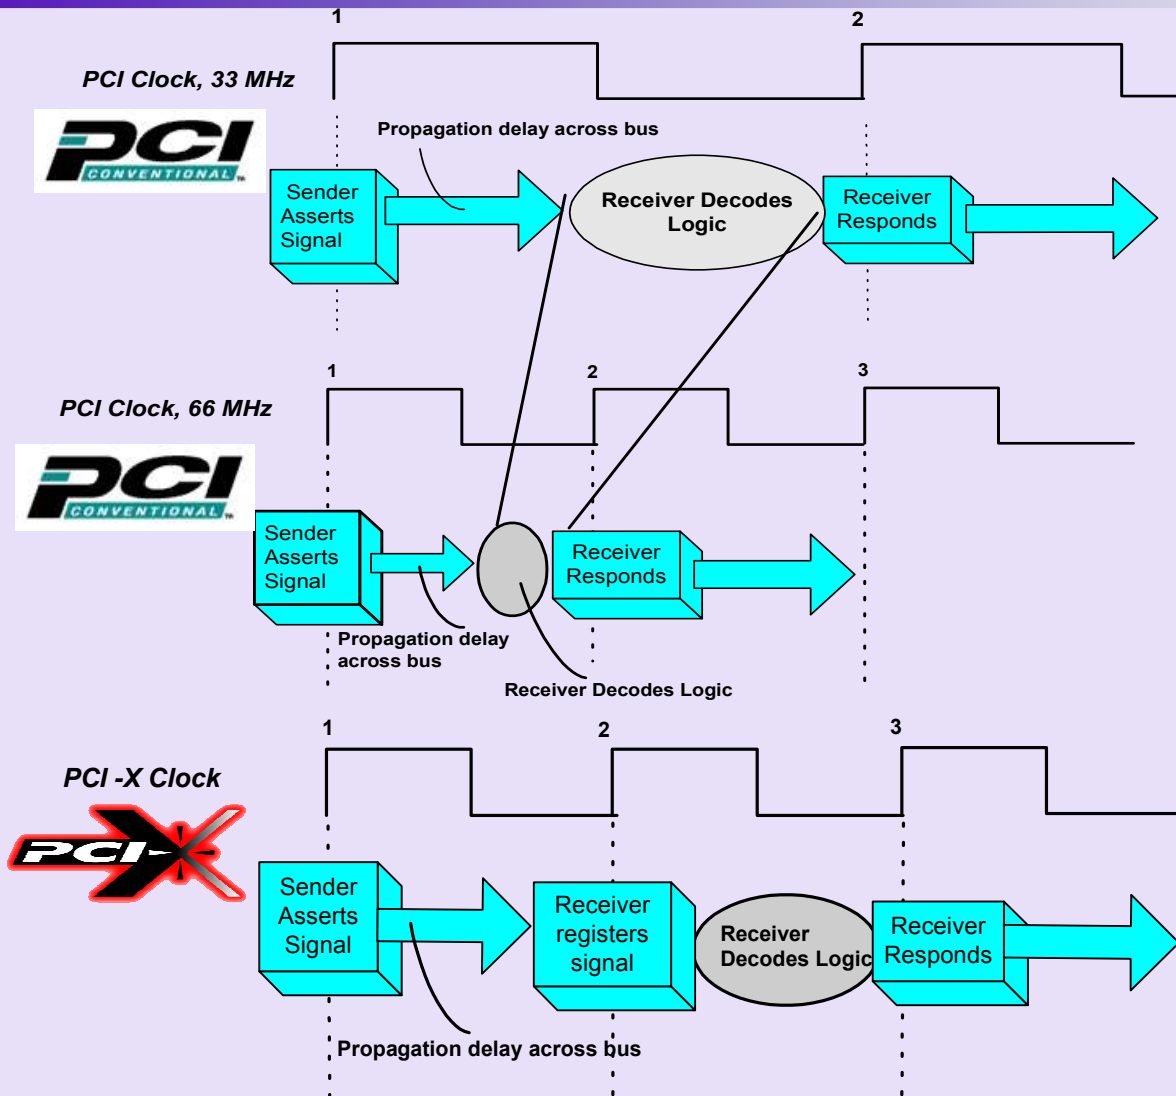 1
2
PCI Clock, 33 MHz
PCI
CONVENTIONAL
TM
Propagation delay across bus
Sender
Asserts
Signal
Receiver Decodes
Logic
Receiver
Responds
1
2
3
PCI Clock, 66 MHz
PCI
CONVENTIONAL
TM
Sender
Asserts
Signal
Receiver
Responds
Propagation delay
across bus
Receiver Decodes Logic
1
2
3
PCI -X Clock
PCI-X
Sender
Asserts
Signal
Receiver
registers
signal
Receiver
Decodes Logic
Receiver
Responds
Propagation delay across bus